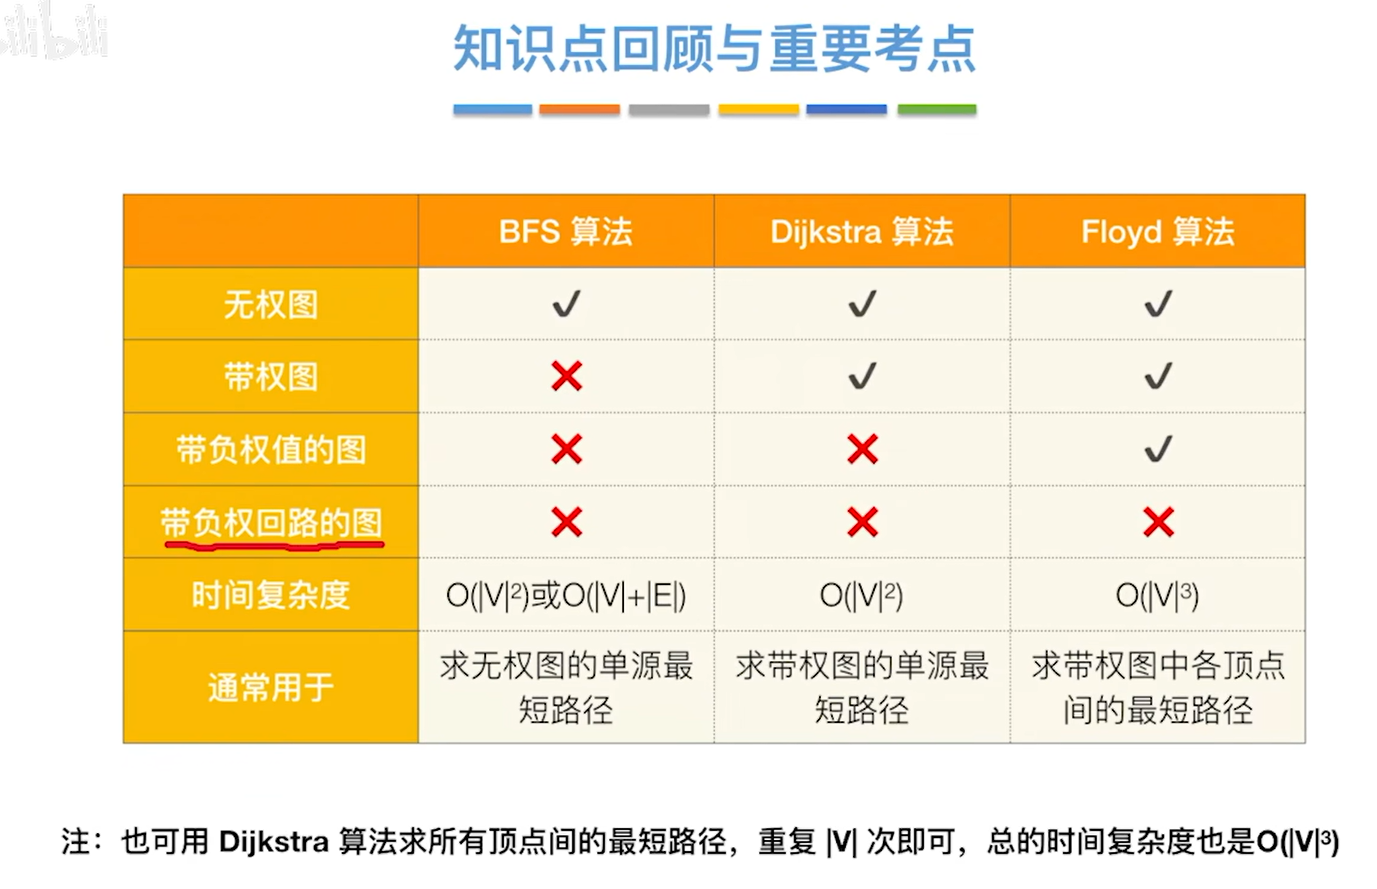 bilibili
知识点回顾与重要考点
BFS 算法 Dijkstra 算法 Floyd 算法
无权图 ✓ ✓ ✓
带权图 ✗ ✓ ✓
带负权值的图 ✗ ✗ ✓
带负权回路的图 ✗ ✗ ✗
时间复杂度 O(|V|²)或O(|V|+|E|) O(|V|²) O(|V|³)
通常用于 求无权图的单源最短路径 求带权图的单源最短路径 求带权图中各顶点间的最短路径
注：也可用 Dijkstra 算法求所有顶点间的最短路径，重复 |V| 次即可，总的时间复杂度也是O(|V|³)